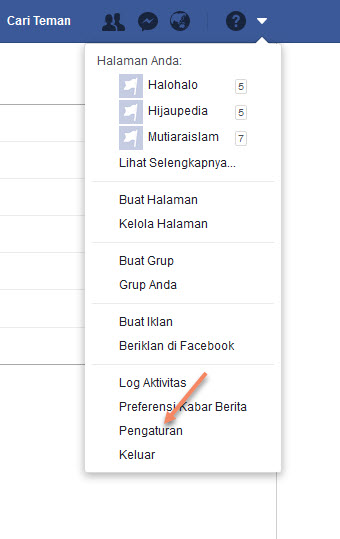 Cari Teman
?
Halaman Anda:
Halohalo 5
Hijaupedia 5
Mutiaraislam 7
Lihat Selengkapnya...
Buat Halaman
Kelola Halaman
Buat Grup
Grup Anda
Buat Iklan
Beriklan di Facebook
Log Aktivitas
Preferensi Kabar Berita
Pengaturan
Keluar